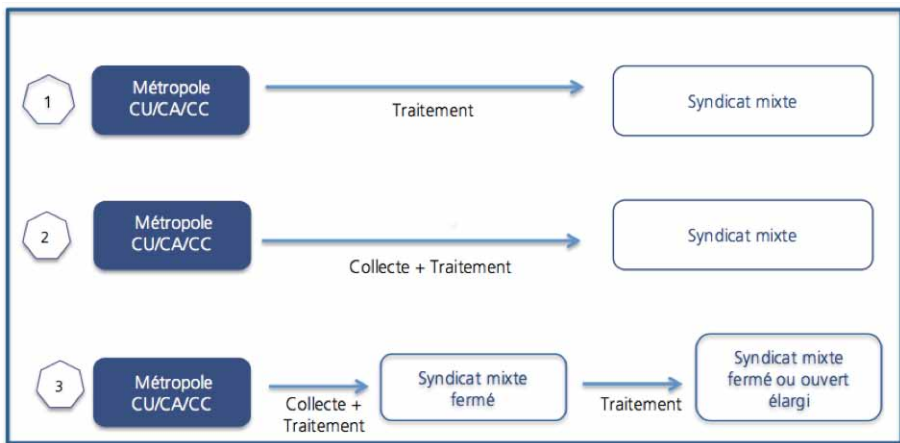 1
Métropole
CU/CA/CC
Traitement
Syndicat mixte
2
Métropole
CU/CA/CC
Collecte + Traitement
Syndicat mixte
3
Métropole
CU/CA/CC
Collecte +
Traitement
Syndicat mixte
fermé
Traitement
Syndicat mixte
fermé ou ouvert
élargi